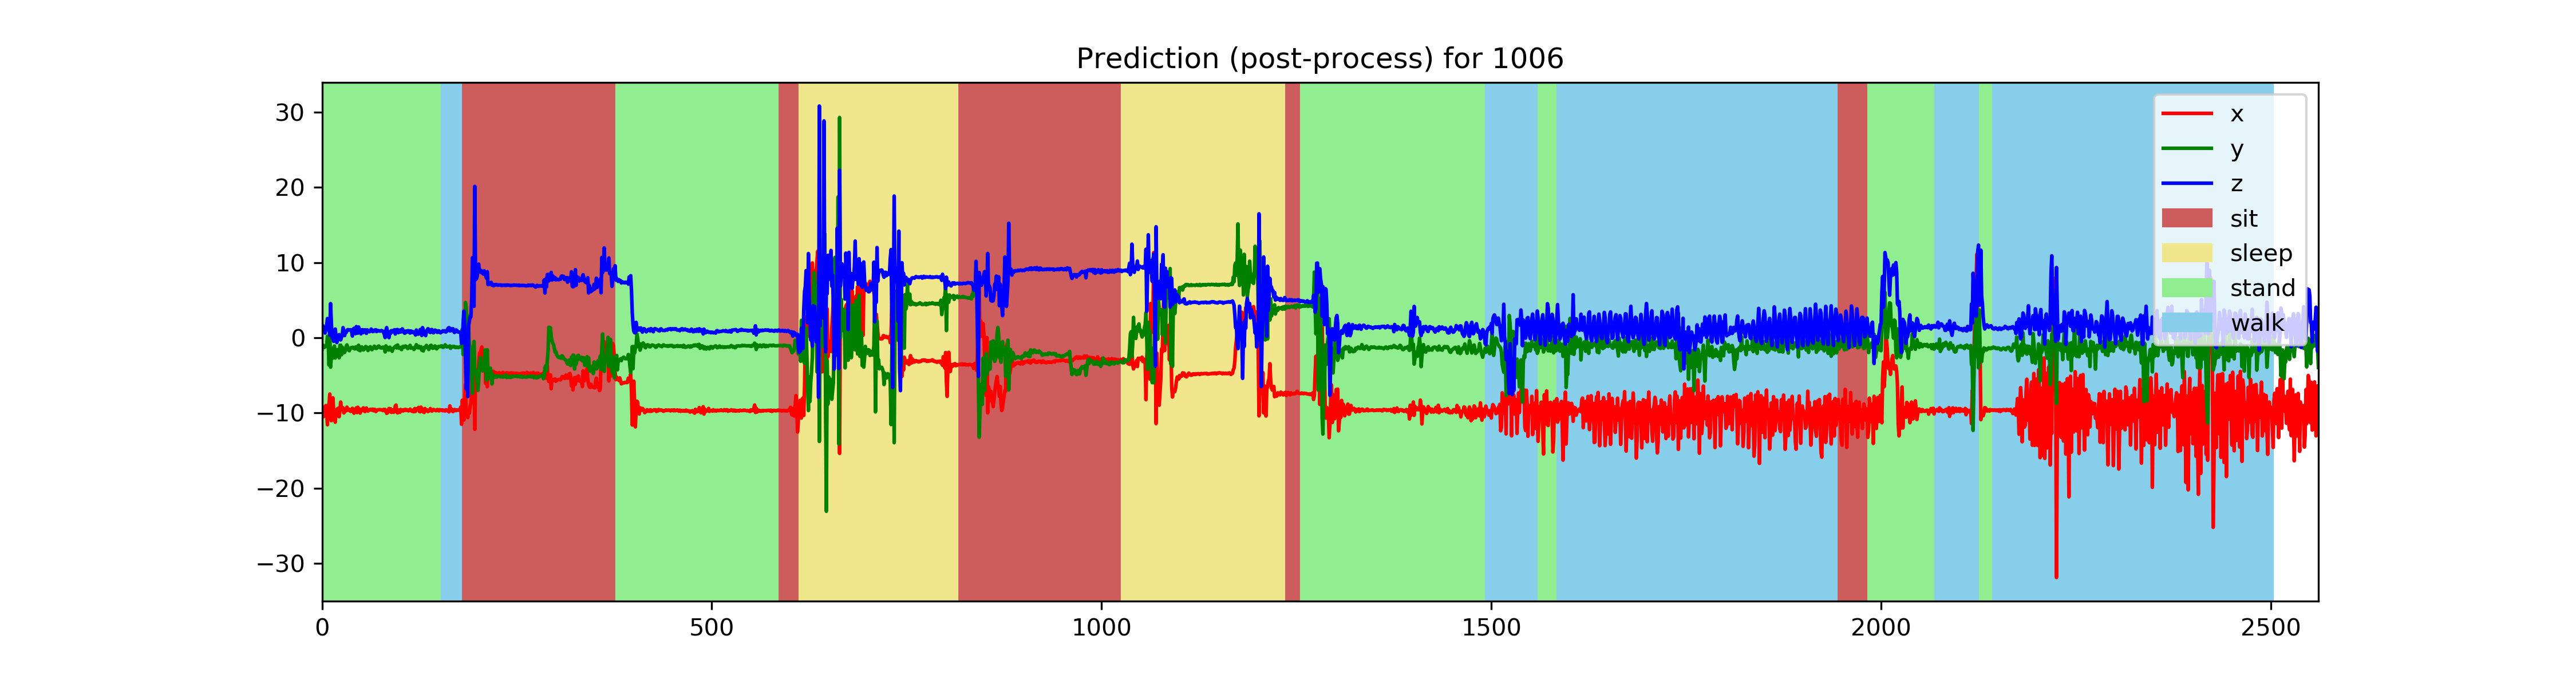 Prediction (post-process) for 1006
30
20
10
0
−10
−20
−30
0
500
1000
1500
2000
2500
x
y
z
sit
sleep
stand
walk